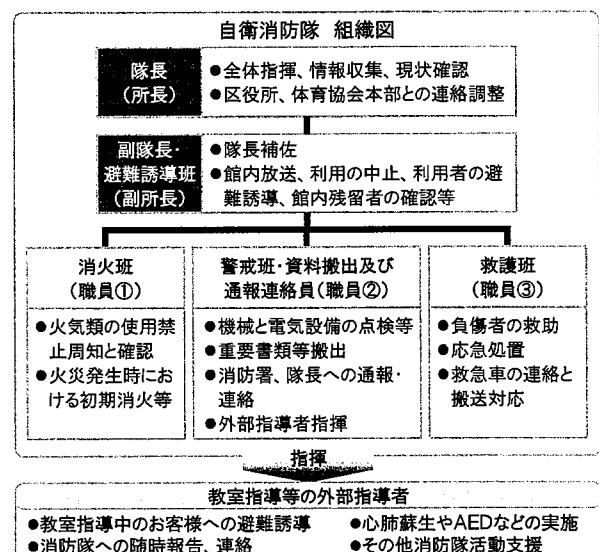 自衛消防隊 組織図
隊長
(所長)
●全体指揮、情報収集、現状確認
●区役所、体育協会本部との連絡調整
副隊長・
避難誘導班
(副所長)
●隊長補佐
●館内放送、利用の中止、利用者の避
難誘導、館内残留者の確認等
消火班
(職員①)
●火気類の使用禁
止周知と確認
●火災発生時にお
ける初期消火等
警戒班・資料搬出及び
通報連絡員(職員②)
●機械と電気設備の点検等
●重要書類等搬出
●消防署、隊長への通報・
連絡
●外部指導者指揮
救護班
(職員③)
●負傷者の救助
●応急処置
●救急車の連絡と
搬送対応
指揮
教室指導等の外部指導者
●教室指導中のお客様への避難誘導
●消防隊への随時報告、連絡
●心肺蘇生やAEDなどの実施
●その他消防隊活動支援